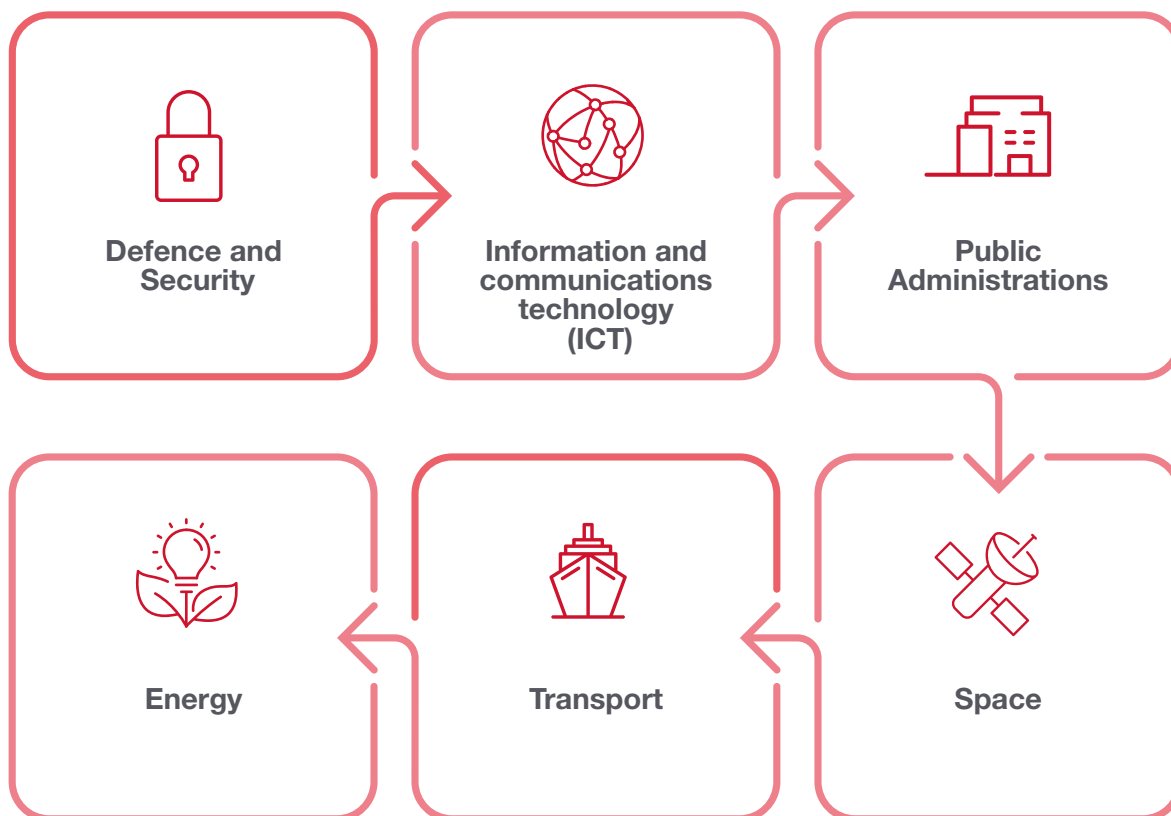 Defence and
Security
Information and
communications
technology
(ICT)
Public
Administrations
Energy
Transport
Space